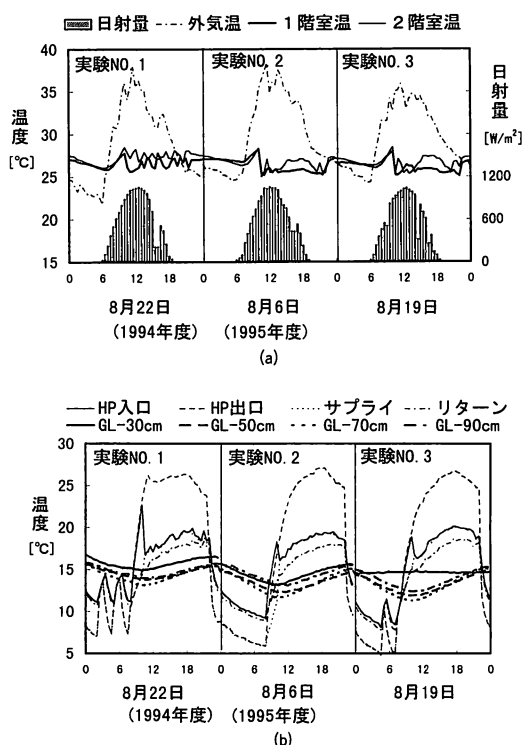 日射量 外気温 1階室温 2階室温
40
35
30
25
20
15
温度
[℃]
実験NO.1 実験NO.2 実験NO.3
日射量
[W/m²]
1200
600
0
0 6 12 18 0 6 12 18 0 6 12 18 0
8月22日 8月6日 8月19日
(1994年度) (1995年度)
(a)
HP入口 HP出口 サプライ リターン
GL-30cm GL-50cm GL-70cm GL-90cm
30
25
20
15
10
5
温度
[℃]
実験NO.1 実験NO.2 実験NO.3
0 6 12 18 0 6 12 18 0 6 12 18 0
8月22日 8月6日 8月19日
(1994年度) (1995年度)
(b)